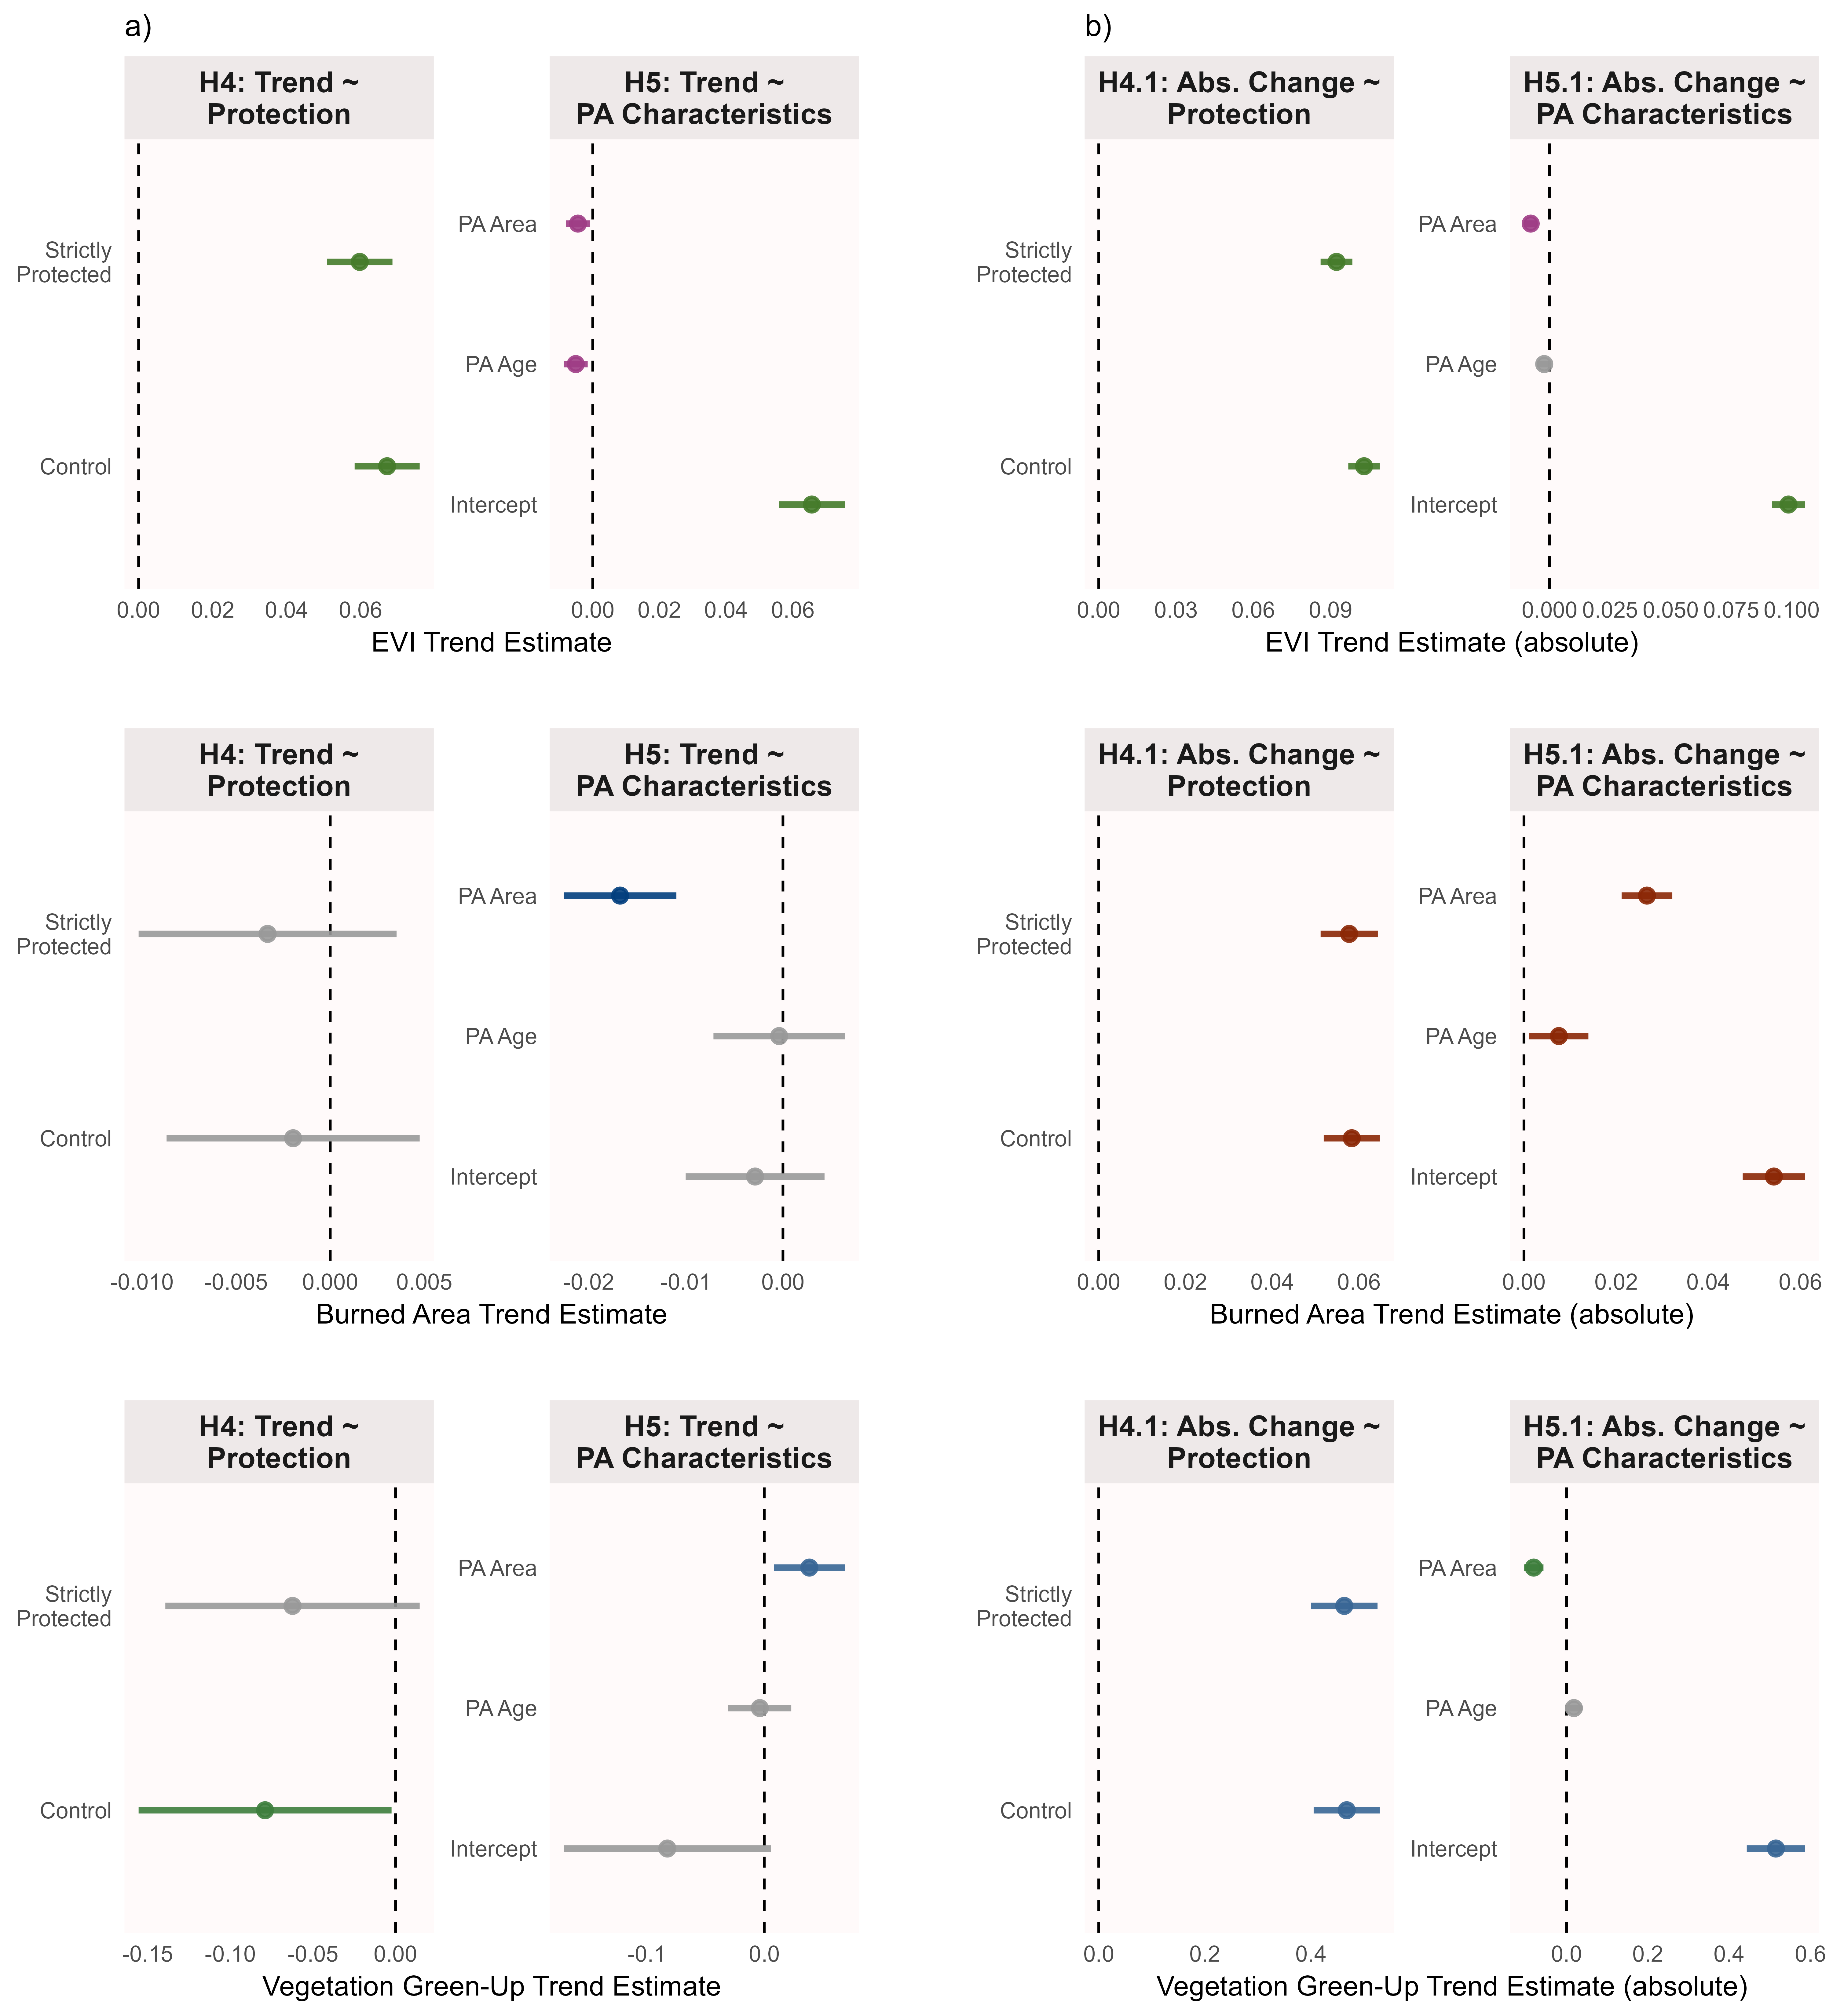 a)
b)
H4: Trend ~
Protection
H5: Trend ~
PA Characteristics
H4.1: Abs. Change ~
Protection
H5.1: Abs. Change ~
PA Characteristics
Strictly
Protected
Control
PA Area
PA Age
Intercept
Strictly
Protected
Control
PA Area
PA Age
Intercept
0.00 0.02 0.04 0.06
0.00 0.02 0.04 0.06
0.00 0.03 0.06 0.09
0.000 0.025 0.050 0.075 0.100
EVI Trend Estimate
EVI Trend Estimate (absolute)
H4: Trend ~
Protection
H5: Trend ~
PA Characteristics
H4.1: Abs. Change ~
Protection
H5.1: Abs. Change ~
PA Characteristics
Strictly
Protected
Control
PA Area
PA Age
Intercept
Strictly
Protected
Control
PA Area
PA Age
Intercept
-0.010 -0.005 0.000 0.005
-0.02 -0.01 0.00
0.00 0.02 0.04 0.06
0.00 0.02 0.04 0.06
Burned Area Trend Estimate
Burned Area Trend Estimate (absolute)
H4: Trend ~
Protection
H5: Trend ~
PA Characteristics
H4.1: Abs. Change ~
Protection
H5.1: Abs. Change ~
PA Characteristics
Strictly
Protected
Control
PA Area
PA Age
Intercept
Strictly
Protected
Control
PA Area
PA Age
Intercept
-0.15 -0.10 -0.05 0.00
-0.1 0.0
0.0 0.2 0.4
0.0 0.2 0.4 0.6
Vegetation Green-Up Trend Estimate
Vegetation Green-Up Trend Estimate (absolute)